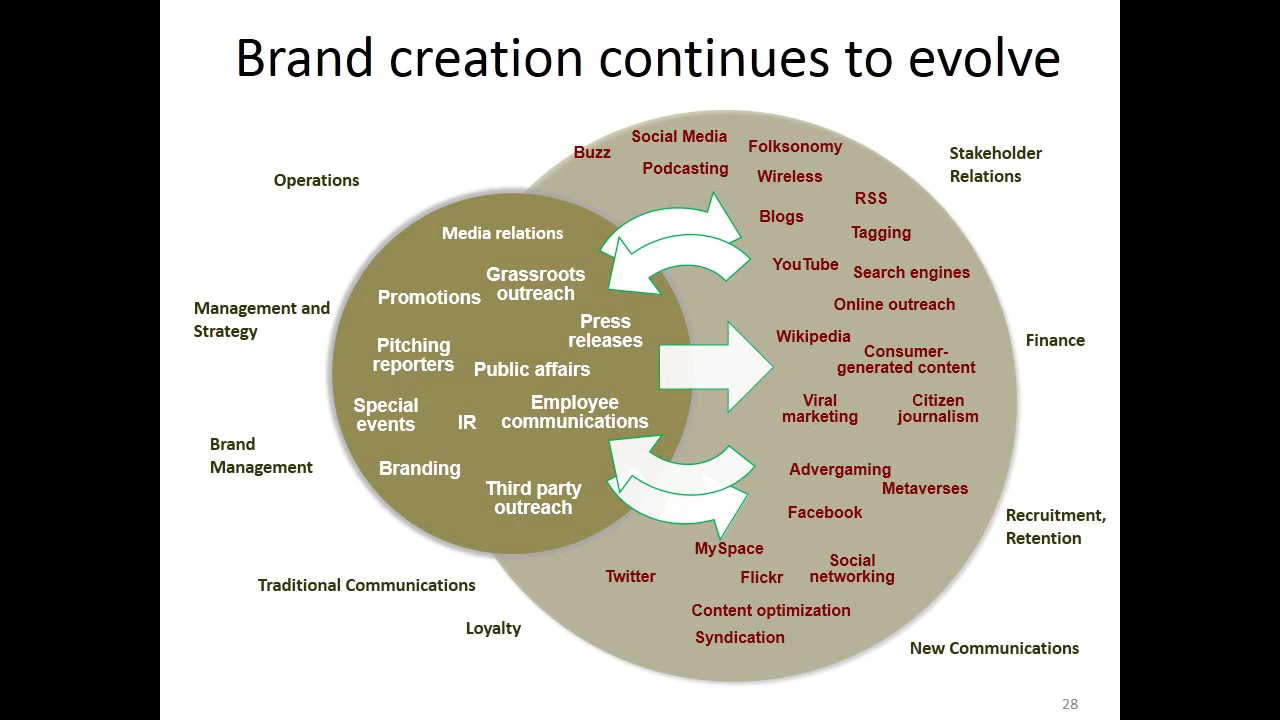 Brand creation continues to evolve
Operations
Management and
Strategy
Brand
Management
Traditional Communications
Loyalty
Media relations
Grassroots
outreach
Promotions
Press
releases
Pitching
reporters
Public affairs
Special
events
IR
Employee
communications
Branding
Third party
outreach
Buzz
Social Media
Folksonomy
Podcasting
Wireless
RSS
Blogs
Tagging
YouTube
Search engines
Online outreach
Wikipedia
Consumer-
generated content
Viral
marketing
Citizen
journalism
Advergaming
Metaverses
Facebook
MySpace
Twitter
Flickr
Social
networking
Content optimization
Syndication
Stakeholder
Relations
Finance
Recruitment,
Retention
New Communications
28